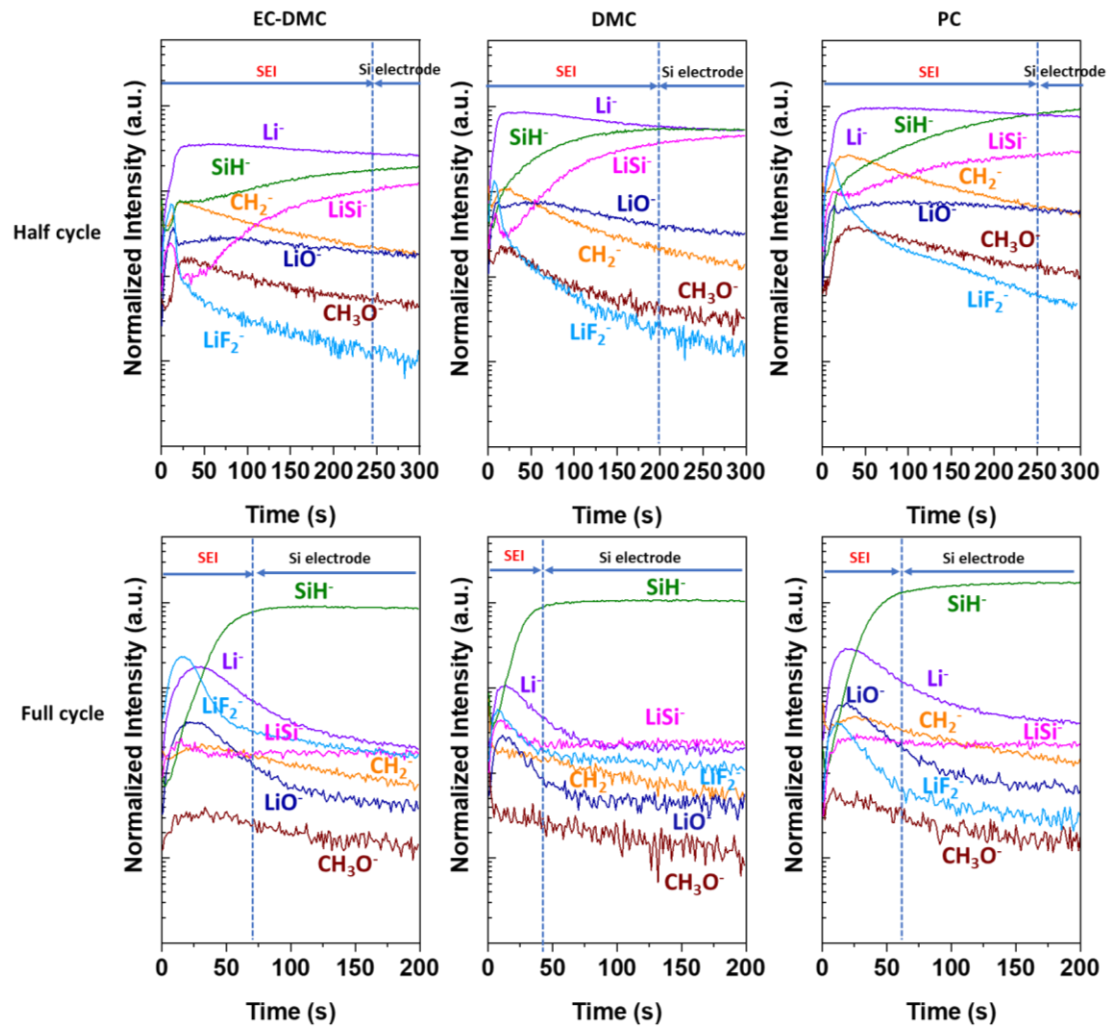 EC-DMC
DMC
PC
Half cycle
Normalized Intensity (a.u.)
SEI
Si electrode
Li⁻
SiH⁻
CH₂⁻
LiSi⁻
LiO⁻
CH₃O⁻
LiF₂⁻
0 25 50 75 100 125 150 175 200 225 250 275 300
Time (s)
Normalized Intensity (a.u.)
SEI
Si electrode
Li⁻
SiH⁻
LiSi⁻
LiO⁻
CH₂⁻
CH₃O⁻
LiF₂⁻
0 50 100 150 200 250 300
Time (s)
Normalized Intensity (a.u.)
SEI
Si electrode
Li⁻
SiH⁻
LiSi⁻
CH₂⁻
LiO⁻
CH₃O⁻
LiF₂⁻
0 50 100 150 200 250 300
Time (s)
Full cycle
Normalized Intensity (a.u.)
SEI
Si electrode
SiH⁻
Li⁻
LiF₂⁻
LiSi⁻
CH₂⁻
LiO⁻
CH₃O⁻
0 50 100 150 200
Time (s)
Normalized Intensity (a.u.)
SEI
Si electrode
SiH⁻
Li⁻
LiSi⁻
LiF₂⁻
CH₂⁻
LiO⁻
CH₃O⁻
0 50 100 150 200
Time (s)
Normalized Intensity (a.u.)
SEI
Si electrode
SiH⁻
Li⁻
LiO⁻
CH₂⁻
LiSi⁻
LiF₂⁻
CH₃O⁻
0 50 100 150 200
Time (s)